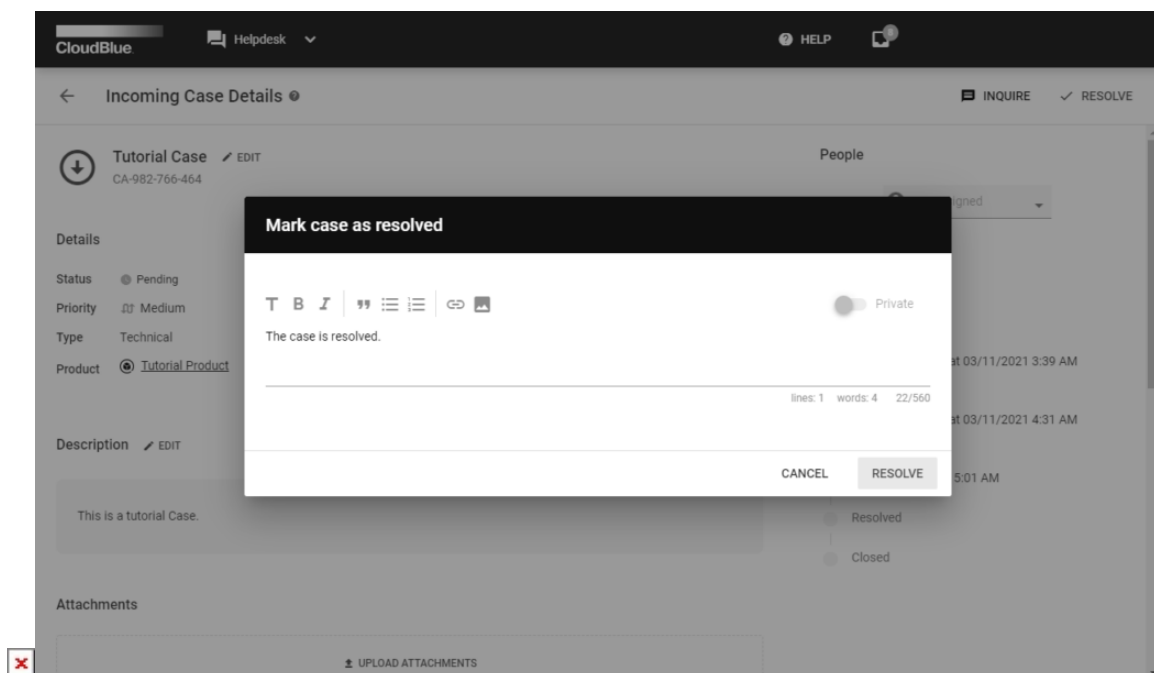 CloudBlue
Helpdesk
HELP
Incoming Case Details
INQUIRE
RESOLVE
Tutorial Case EDIT
CA-982-766-464
People
Mark case as resolved
Details
Status Pending
T B I
Private
Priority Medium
The case is resolved.
Type Technical
Product Tutorial Product
at 03/11/2021 3:39 AM
lines: 1 words: 4 22/560
at 03/11/2021 4:31 AM
Description EDIT
CANCEL RESOLVE
5:01 AM
This is a tutorial Case.
Resolved
Closed
Attachments
UPLOAD ATTACHMENTS